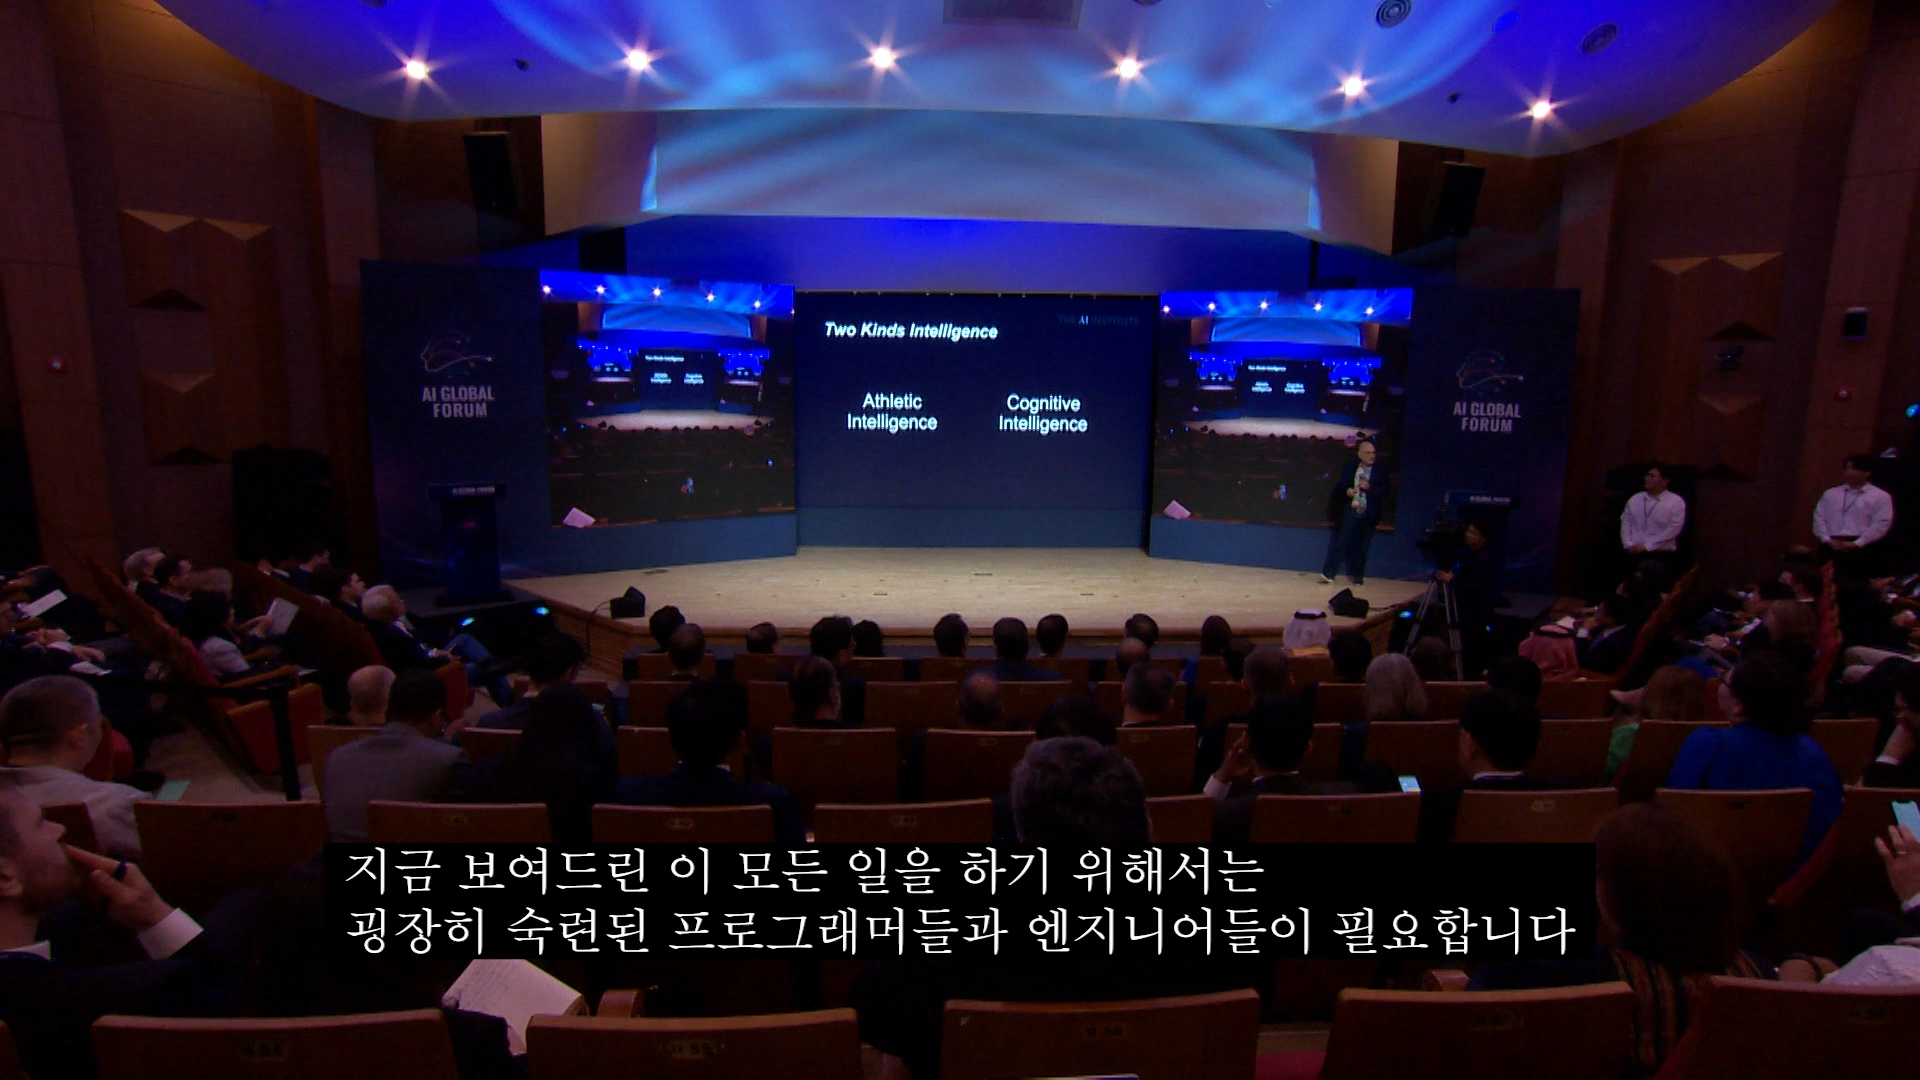 THE AI INSTITUTE
Two Kinds Intelligence
Athletic
Intelligence
Cognitive
Intelligence
AI GLOBAL
FORUM
AI GLOBAL
FORUM
지금 보여드린 이 모든 일을 하기 위해서는
굉장히 숙련된 프로그래머들과 엔지니어들이 필요합니다